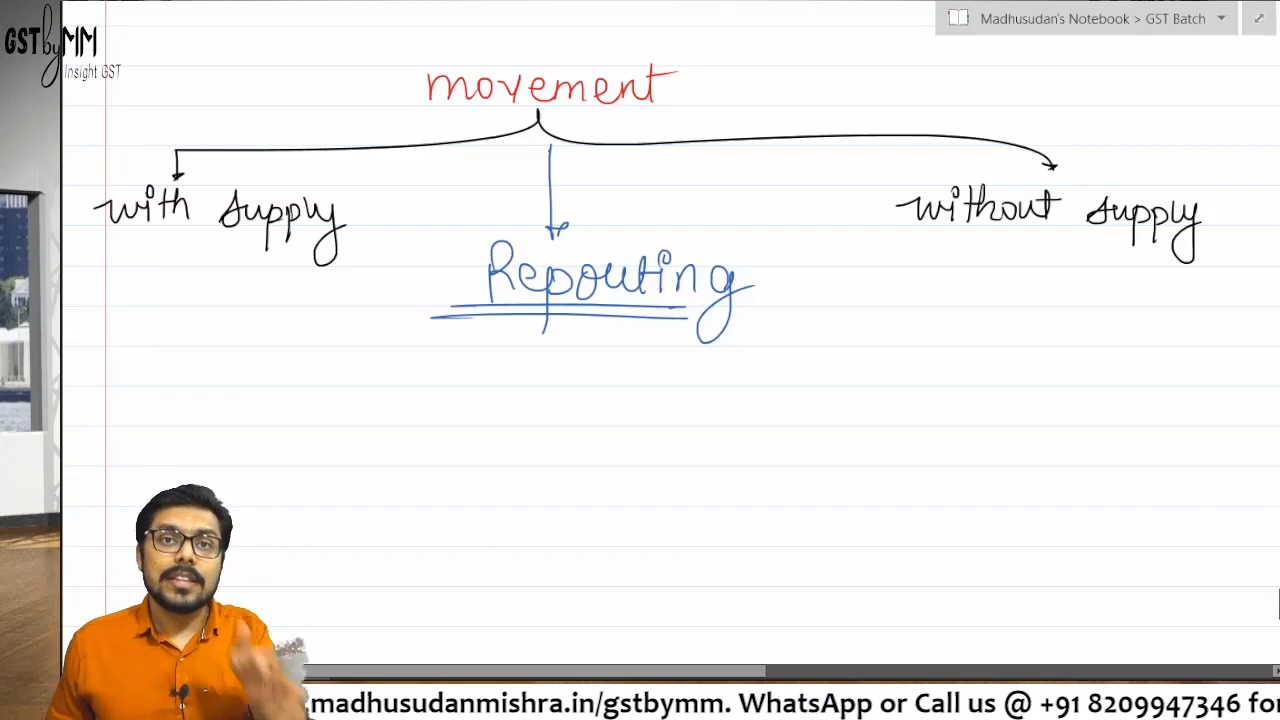 GST by MM
Insight GST
Madhusudan's Notebook > GST Batch
movement
with supply
without supply
Repouting
madhusudanmishra.in/gstbymm. WhatsApp or Call us @ +91 8209947346 for